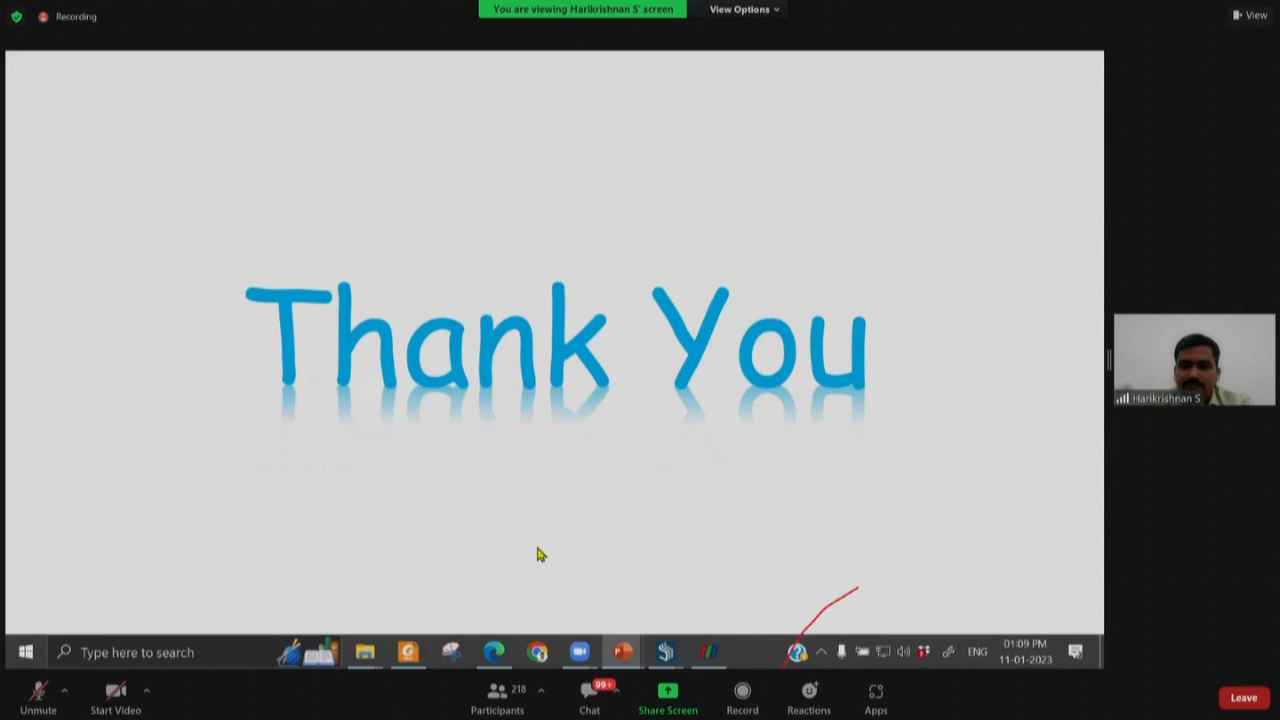 Recording
You are viewing Harikrishnan S' screen
View Options
View
Thank You
Harikrishnan S
Type here to search
ENG
01:09 PM
11-01-2023
Unmute
Start Video
Participants
218
Chat
99+
Share Screen
Record
Reactions
Apps
Leave